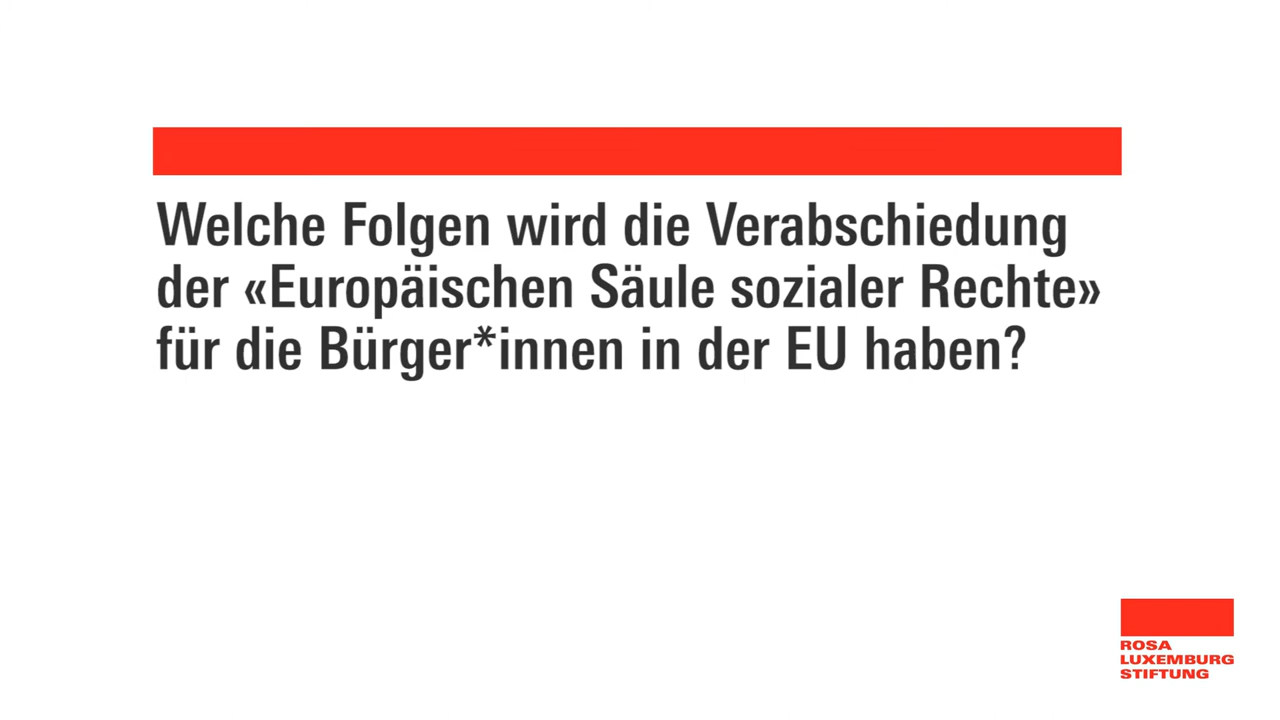 Welche Folgen wird die Verabschiedung
der «Europäischen Säule sozialer Rechte»
für die Bürger*innen in der EU haben?
ROSA
LUXEMBURG
STIFTUNG